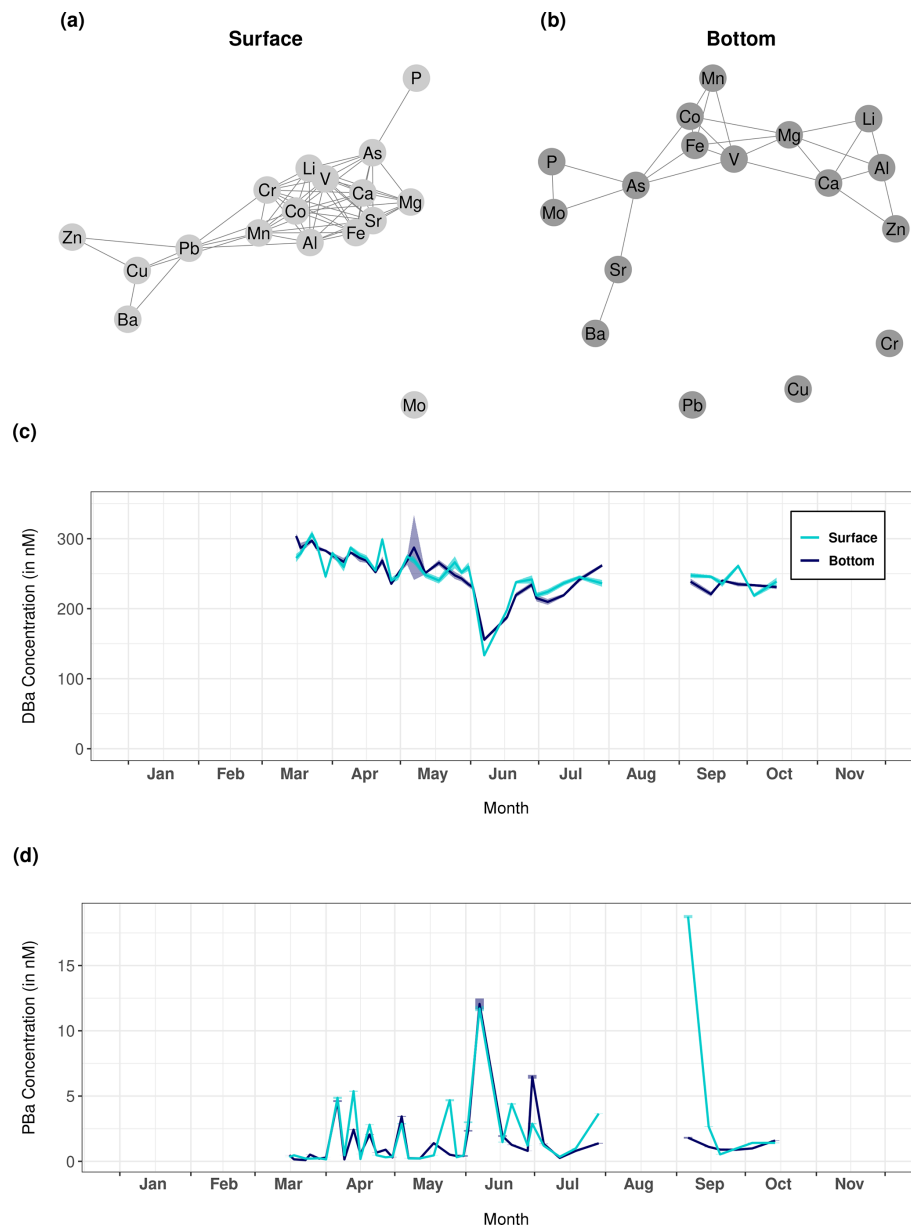 (a)
Surface
P
As
Li
V
Cr
Ca
Mg
Co
Sr
Mn
Fe
Al
Zn
Pb
Cu
Ba
Mo
(b)
Bottom
Mn
Co
Li
Fe
Mg
V
P
Al
As
Ca
Mo
Zn
Sr
Ba
Cr
Cu
Pb
(c)
DBa Concentration (in nM)
300
200
100
0
Surface
Bottom
Jan Feb Mar Apr May Jun Jul Aug Sep Oct Nov
Month
(d)
PBa Concentration (in nM)
15
10
5
0
Jan Feb Mar Apr May Jun Jul Aug Sep Oct Nov
Month